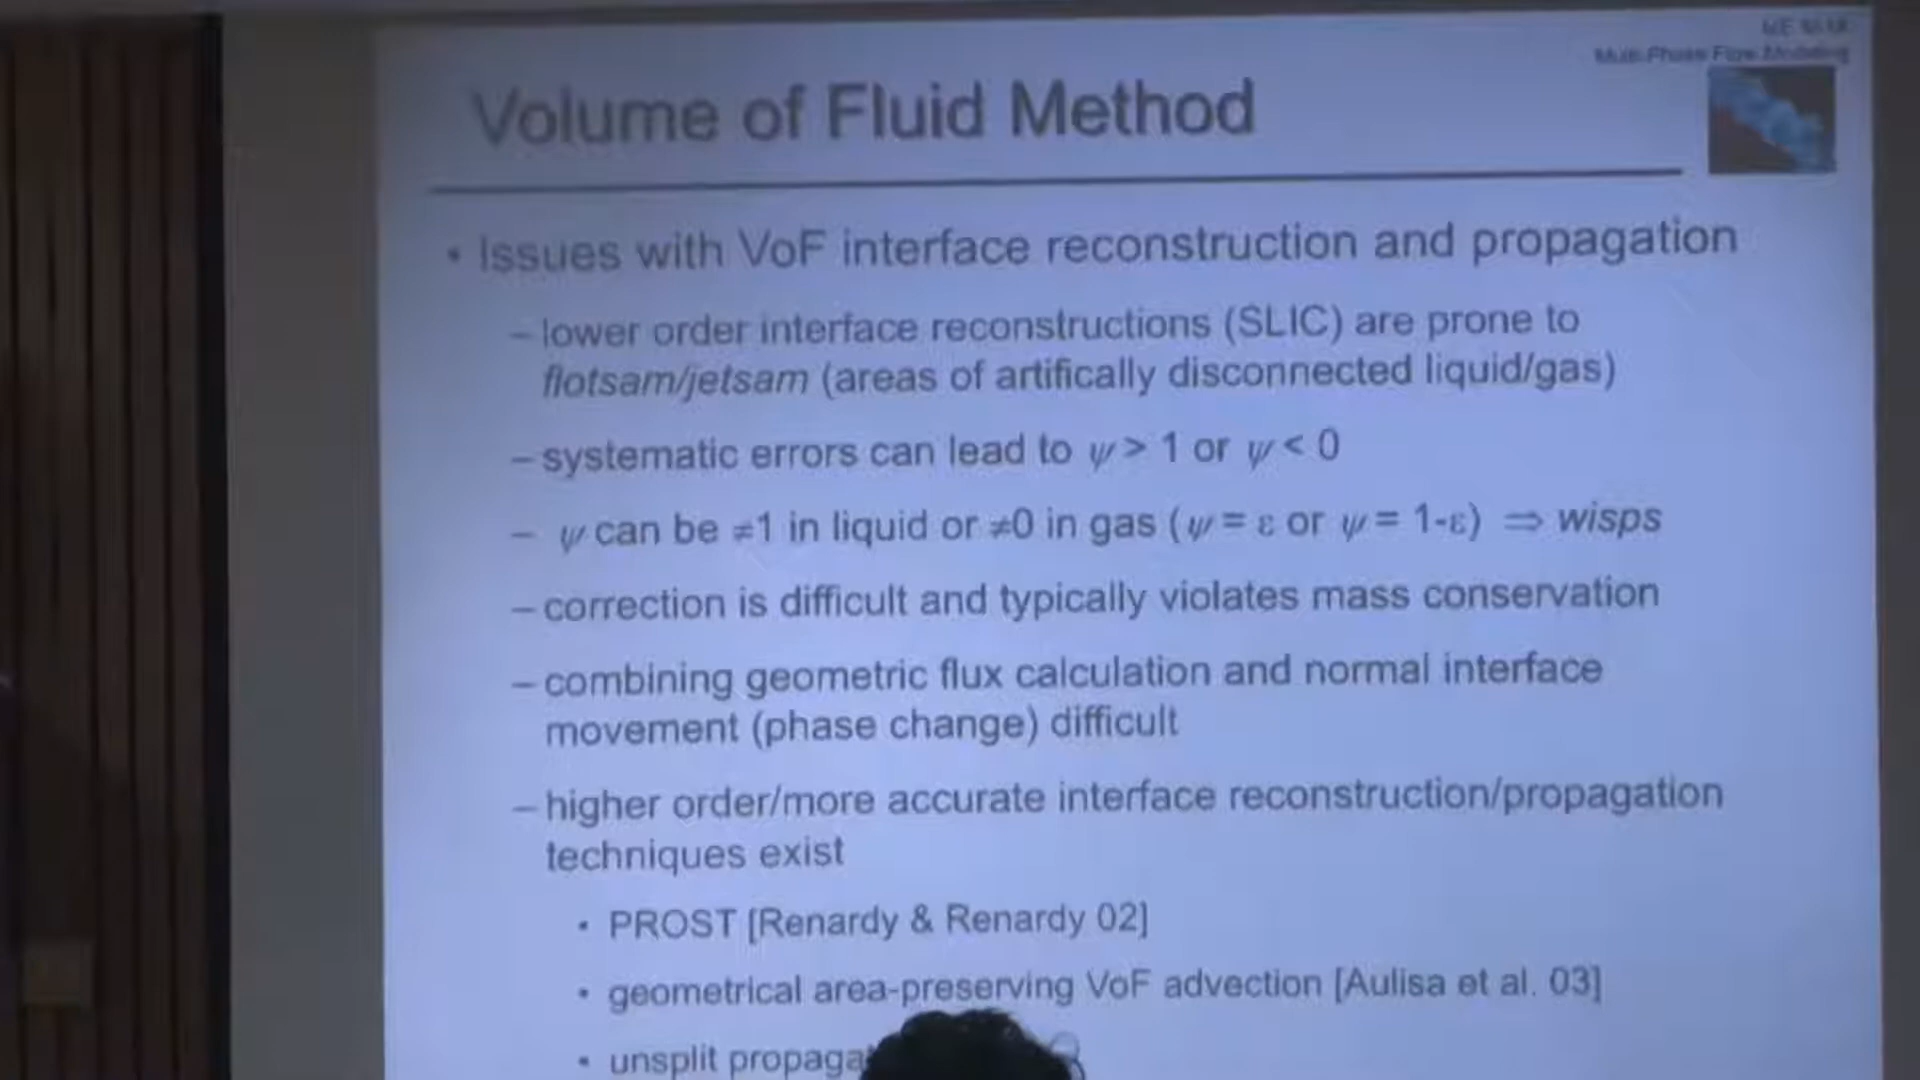 Multi-Phase Flow Modeling
Volume of Fluid Method
• Issues with VoF interface reconstruction and propagation
– lower order interface reconstructions (SLIC) are prone to
flotsam/jetsam (areas of artifically disconnected liquid/gas)
– systematic errors can lead to ψ > 1 or ψ < 0
– ψ can be ≠1 in liquid or ≠0 in gas (ψ = ε or ψ = 1-ε) ⇒ wisps
– correction is difficult and typically violates mass conservation
– combining geometric flux calculation and normal interface
movement (phase change) difficult
– higher order/more accurate interface reconstruction/propagation
techniques exist
• PROST [Renardy & Renardy 02]
• geometrical area-preserving VoF advection [Aulisa et al. 03]
• unsplit